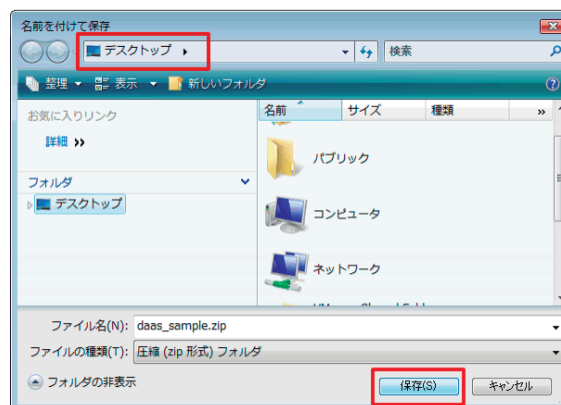 名前を付けて保存
デスクトップ
検索
整理 表示 新しいフォルダ
お気に入りリンク
詳細 »
フォルダ
デスクトップ
名前 サイズ 種類 »
パブリック
コンピュータ
ネットワーク
ファイル名(N): daas_sample.zip
ファイルの種類(T): 圧縮 (zip 形式) フォルダ
フォルダの非表示
保存(S) キャンセル